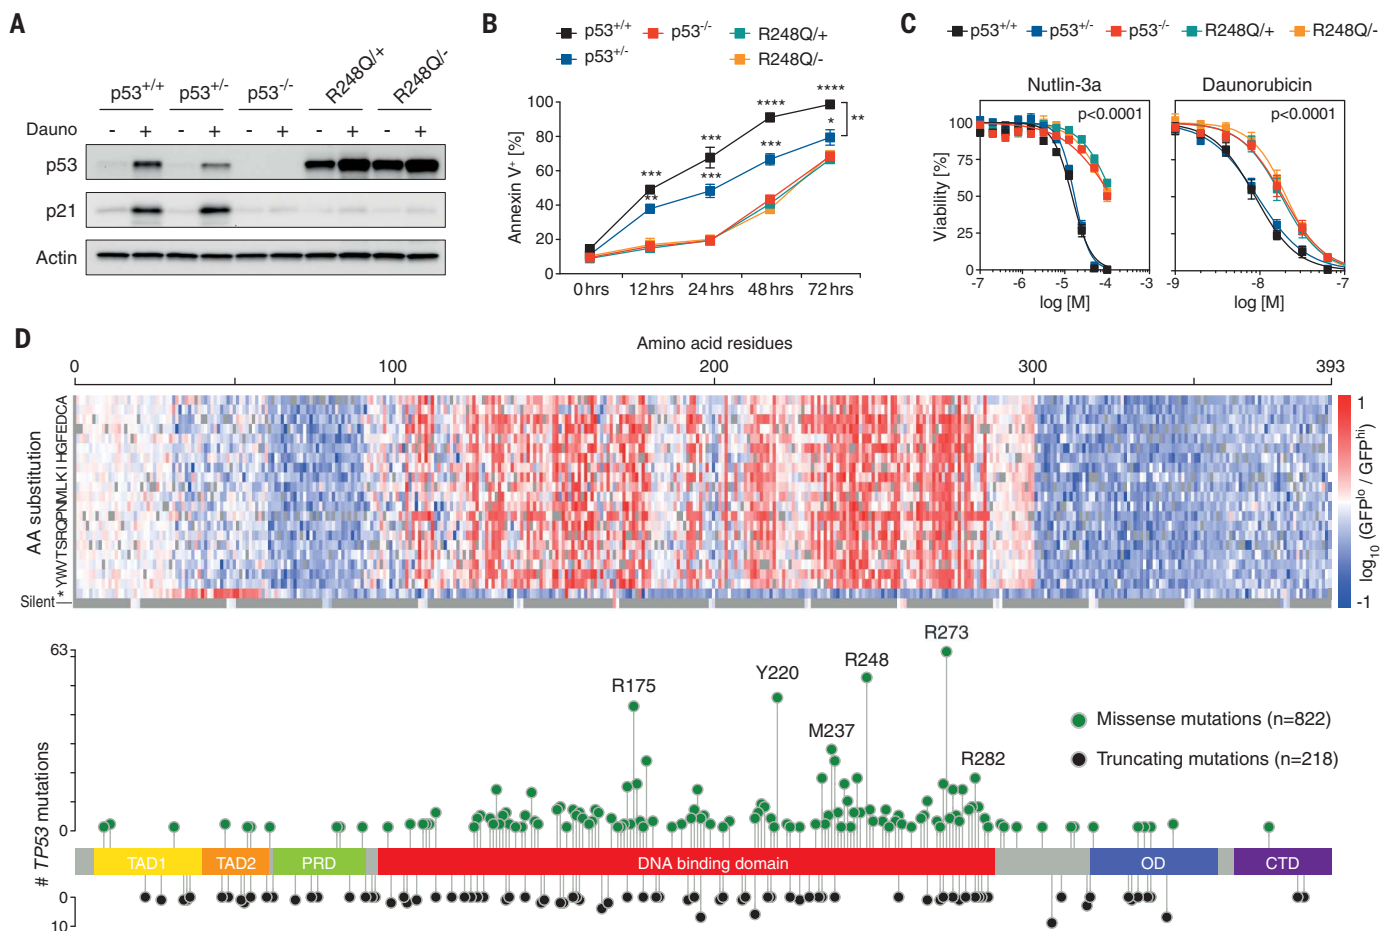 A
p53+/+ p53+/- p53-/- R248Q/+ R248Q/-
Dauno - + - + - + - + - +
p53
p21
Actin
B
p53+/+ p53-/- R248Q/+
p53+/- R248Q/-
Annexin V+ [%]
100
80
60
40
20
0
*** ** *** *** **** *** **** * **
0 hrs 12 hrs 24 hrs 48 hrs 72 hrs
C
p53+/+ p53+/- p53-/- R248Q/+ R248Q/-
Nutlin-3a Daunorubicin
p<0.0001 p<0.0001
Viability [%]
100
75
50
25
0
-7 -6 -5 -4 -3 -9 -8 -7
log [M] log [M]
D
Amino acid residues
0 100 200 300 393
AA substitution
* YWVTSRQPNMLKIHGFEDCA
Silent
1
log10 (GFPlo / GFPhi)
-1
# TP53 mutations
63
0
R175 Y220 M237 R248 R273 R282
Missense mutations (n=822)
Truncating mutations (n=218)
TAD1 TAD2 PRD DNA binding domain OD CTD
0
10